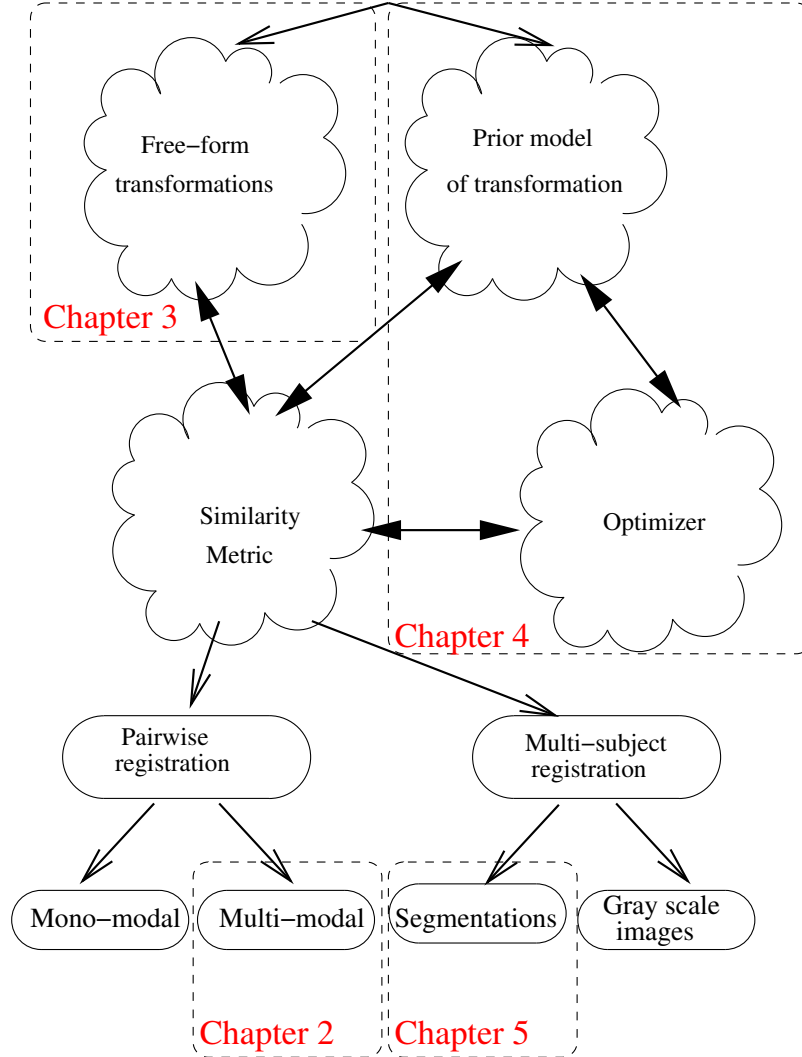 Free−form
transformations
Prior model
of transformation
Chapter 3
Similarity
Metric
Optimizer
Chapter 4
Pairwise
registration
Multi−subject
registration
Mono−modal
Multi−modal
Segmentations
Gray scale
images
Chapter 2
Chapter 5